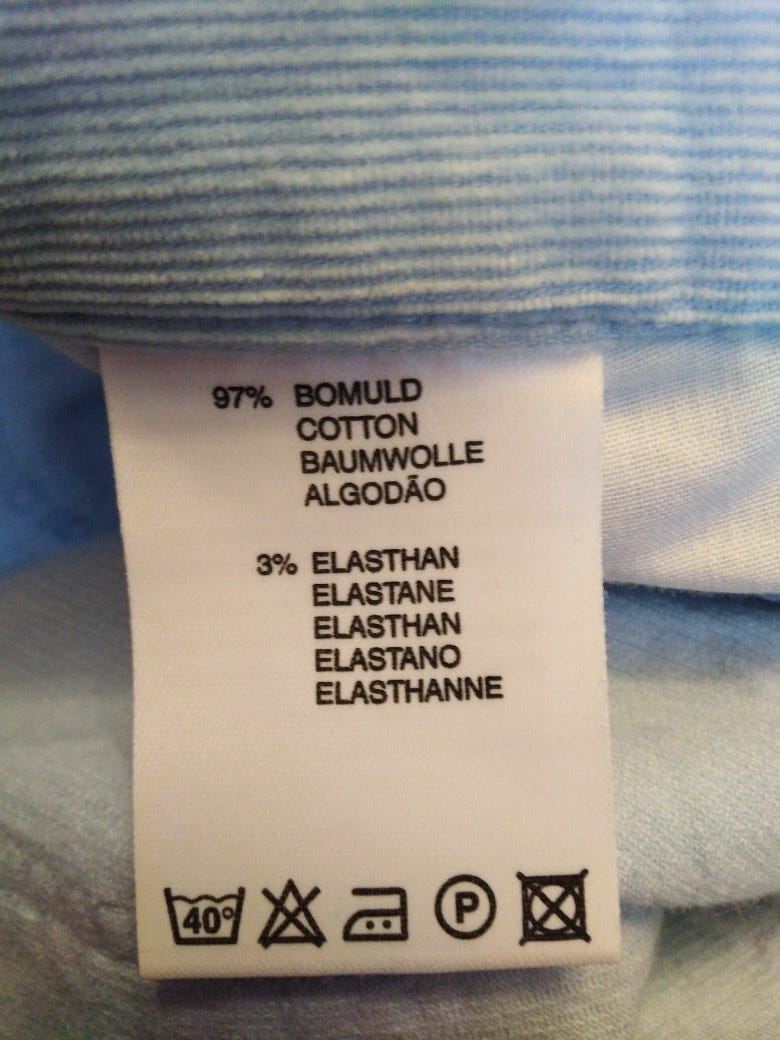 97% BOMULD
COTTON
BAUMWOLLE
ALGODÃO
3% ELASTHAN
ELASTANE
ELASTHAN
ELASTANO
ELASTHANNE
40° P